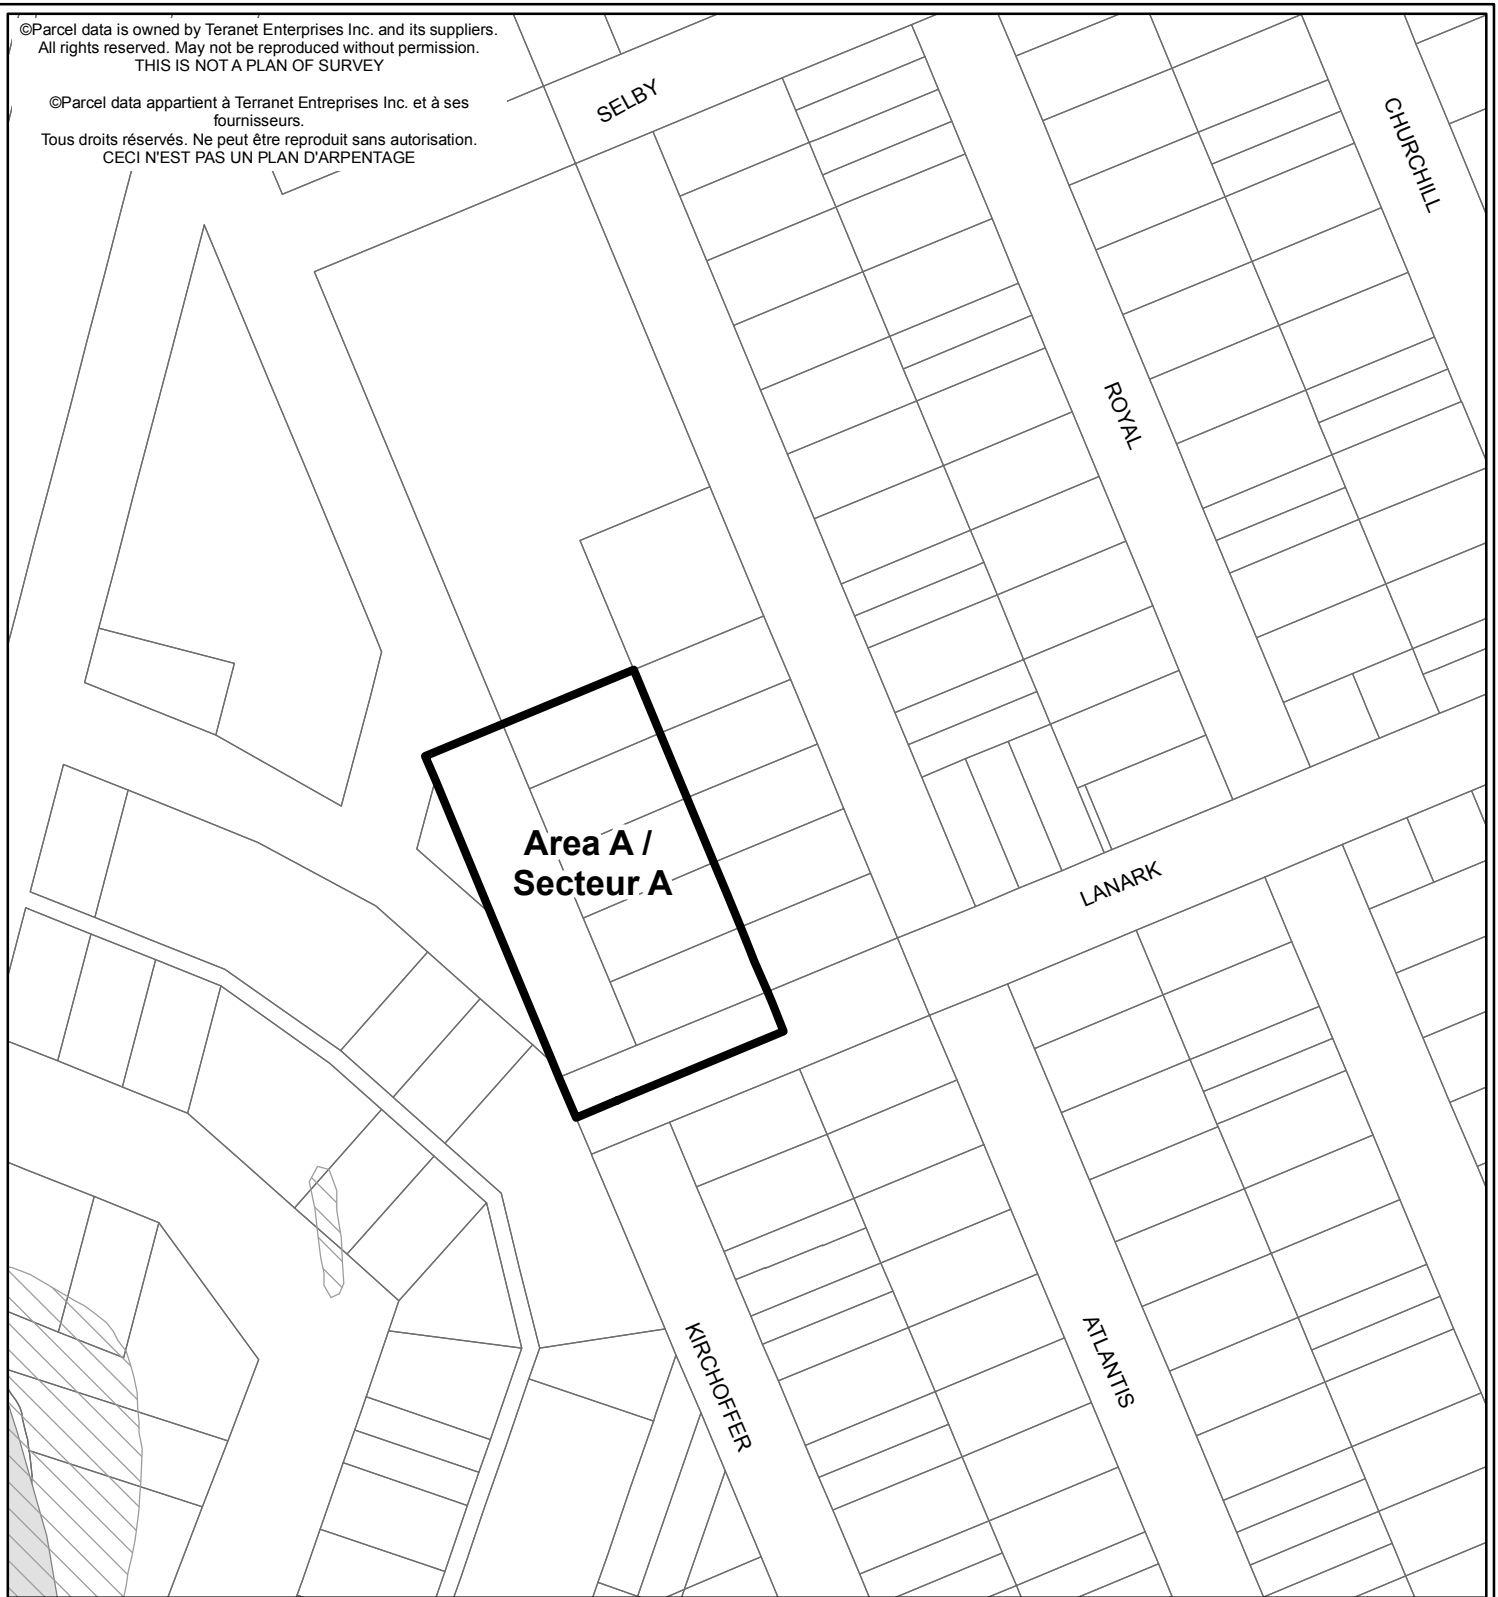 ©Parcel data is owned by Teranet Enterprises Inc. and its suppliers.
All rights reserved. May not be reproduced without permission.
THIS IS NOT A PLAN OF SURVEY
©Parcel data appartient à Terranet Entreprises Inc. et à ses
fournisseurs.
Tous droits réservés. Ne peut être reproduit sans autorisation.
CECI N'EST PAS UN PLAN D'ARPENTAGE
SELBY
CHURCHILL
ROYAL
Area A /
Secteur A
LANARK
KIRCHOFFER
ATLANTIS